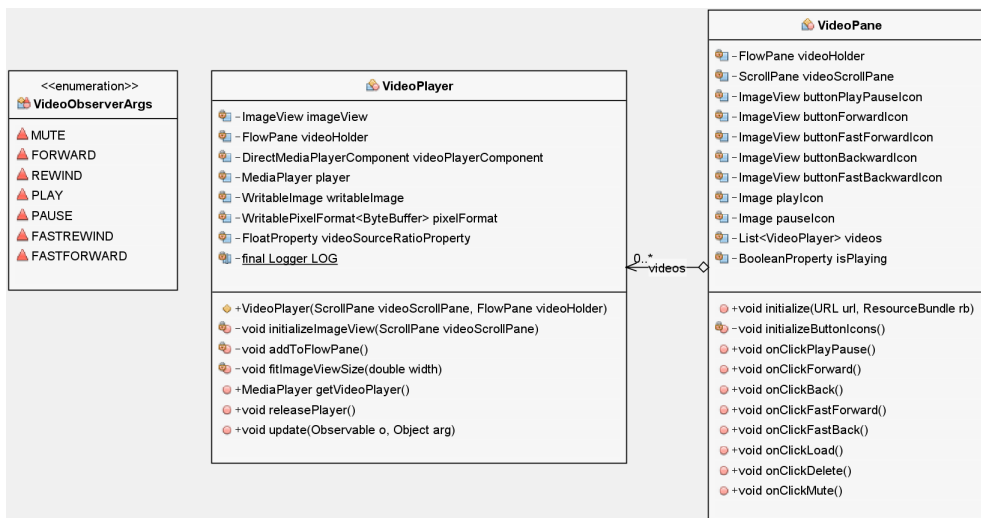 <<enumeration>>
VideoObserverArgs
MUTE
FORWARD
REWIND
PLAY
PAUSE
FASTREWIND
FASTFORWARD
VideoPlayer
-ImageView imageView
-FlowPane videoHolder
-DirectMediaPlayerComponent videoPlayerComponent
-MediaPlayer player
-WritableImage writableImage
-WritablePixelFormat<ByteBuffer> pixelFormat
-FloatProperty videoSourceRatioProperty
-final Logger LOG
+VideoPlayer(ScrollPane videoScrollPane, FlowPane videoHolder)
-void initializeImageView(ScrollPane videoScrollPane)
-void addToFlowPane()
-void fitImageViewSize(double width)
+MediaPlayer getVideoPlayer()
+void releasePlayer()
+void update(Observable o, Object arg)
0..*
videos
VideoPane
-FlowPane videoHolder
-ScrollPane videoScrollPane
-ImageView buttonPlayPauseIcon
-ImageView buttonForwardIcon
-ImageView buttonFastForwardIcon
-ImageView buttonBackwardIcon
-ImageView buttonFastBackwardIcon
-Image playIcon
-Image pauseIcon
-List<VideoPlayer> videos
-BooleanProperty isPlaying
+void initialize(URL url, ResourceBundle rb)
-void initializeButtonIcons()
+void onClickPlayPause()
+void onClickForward()
+void onClickBack()
+void onClickFastForward()
+void onClickFastBack()
+void onClickLoad()
+void onClickDelete()
+void onClickMute()